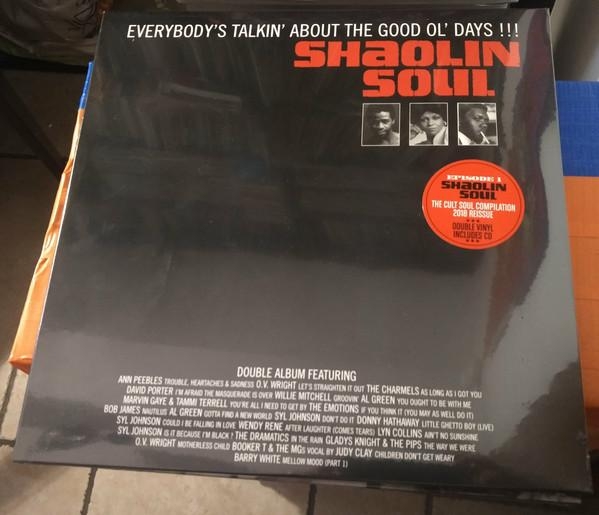 EVERYBODY'S TALKIN' ABOUT THE GOOD OL' DAYS !!!
SHAOLIN
SOUL
EPISODE 1
SHAOLIN
SOUL
THE CULT SOUL COMPILATION
2018 REISSUE
DOUBLE VINYL
INCLUDES CD
DOUBLE ALBUM FEATURING
ANN PEEBLES TROUBLE, HEARTACHES & SADNESS O.V. WRIGHT LET'S STRAIGHTEN IT OUT THE CHARMELS AS LONG AS I GOT YOU
DAVID PORTER I'M AFRAID THE MASQUERADE IS OVER WILLIE MITCHELL GROOVIN' AL GREEN YOU OUGHT TO BE WITH ME
MARVIN GAYE & TAMMI TERRELL YOU'RE ALL I NEED TO GET BY THE EMOTIONS IF YOU THINK IT (YOU MAY AS WELL DO IT)
BOB JAMES NAUTILUS AL GREEN GOTTA FIND A NEW WORLD SYL JOHNSON DON'T DO IT DONNY HATHAWAY LITTLE GHETTO BOY (LIVE)
SYL JOHNSON COULD I BE FALLING IN LOVE WENDY RENE AFTER LAUGHTER (COMES TEARS) LYN COLLINS AIN'T NO SUNSHINE
SYL JOHNSON IS IT BECAUSE I'M BLACK ? THE DRAMATICS IN THE RAIN GLADYS KNIGHT & THE PIPS THE WAY WE WERE
O.V. WRIGHT MOTHERLESS CHILD BOOKER T & THE MGs VOCAL BY JUDY CLAY CHILDREN DON'T GET WEARY
BARRY WHITE MELLOW MOOD (PART 1)